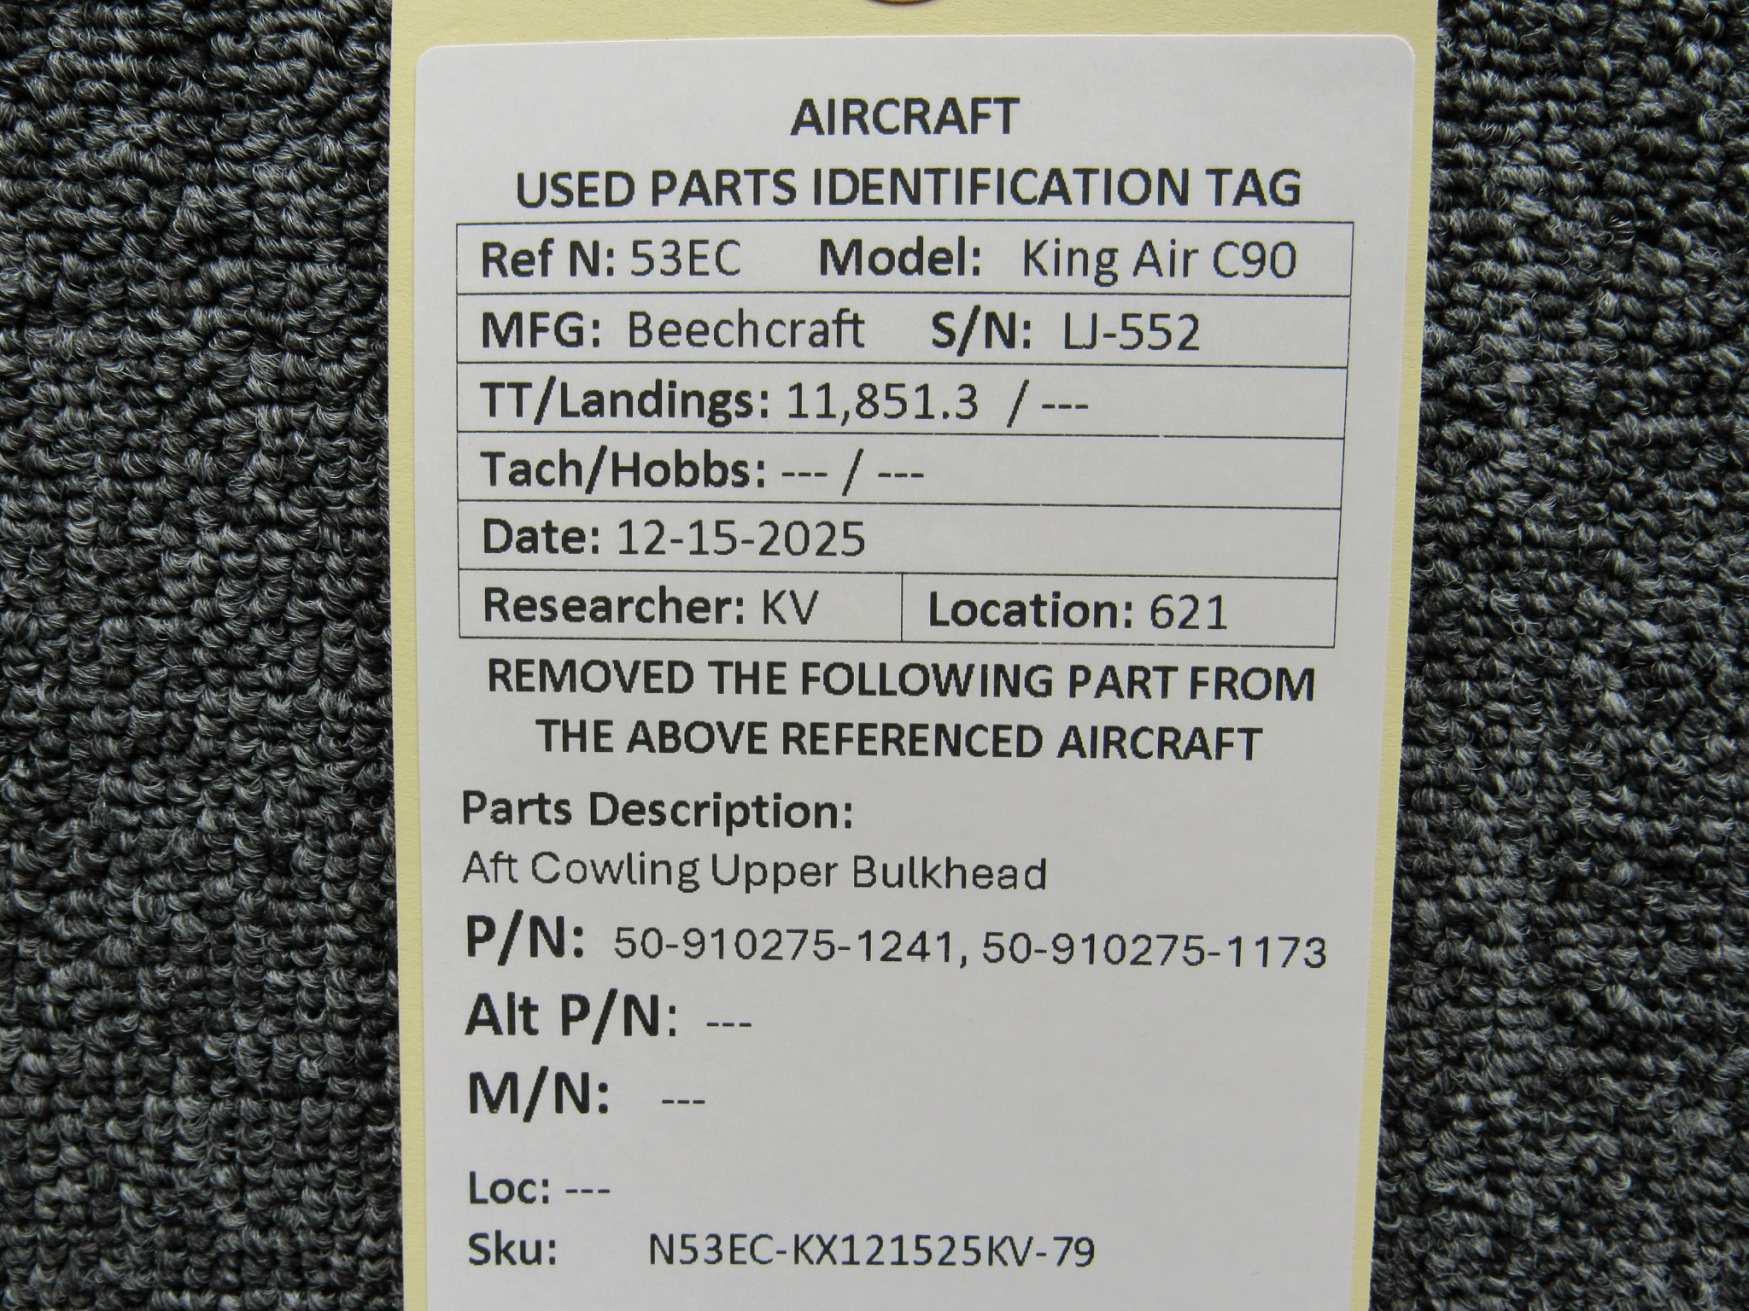 AIRCRAFT
USED PARTS IDENTIFICATION TAG
Ref N: 53EC Model: King Air C90
MFG: Beechcraft S/N: LJ-552
TT/Landings: 11,851.3 / ---
Tach/Hobbs: --- / ---
Date: 12-15-2025
Researcher: KV Location: 621
REMOVED THE FOLLOWING PART FROM
THE ABOVE REFERENCED AIRCRAFT
Parts Description:
Aft Cowling Upper Bulkhead
P/N: 50-910275-1241, 50-910275-1173
Alt P/N: ---
M/N: ---
Loc: ---
Sku: N53EC-KX121525KV-79